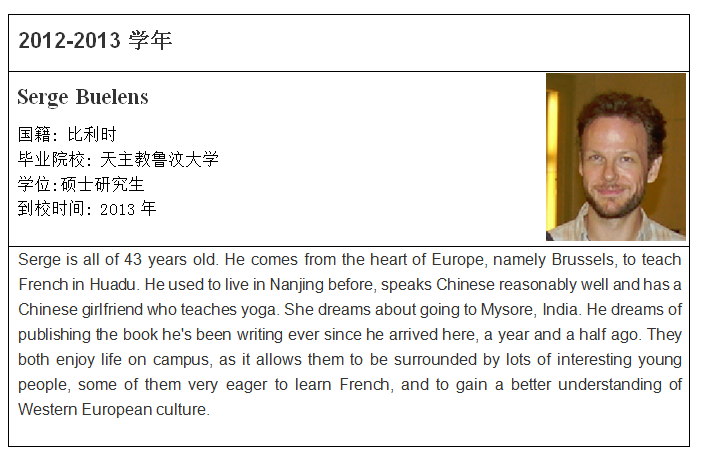 2012-2013 学年
Serge Buelens
国籍：比利时
毕业院校：天主教鲁汶大学
学位:硕士研究生
到校时间：2013 年
Serge is all of 43 years old. He comes from the heart of Europe, namely Brussels, to teach
French in Huadu. He used to live in Nanjing before, speaks Chinese reasonably well and has a
Chinese girlfriend who teaches yoga. She dreams about going to Mysore, India. He dreams of
publishing the book he's been writing ever since he arrived here, a year and a half ago. They
both enjoy life on campus, as it allows them to be surrounded by lots of interesting young
people, some of them very eager to learn French, and to gain a better understanding of
Western European culture.